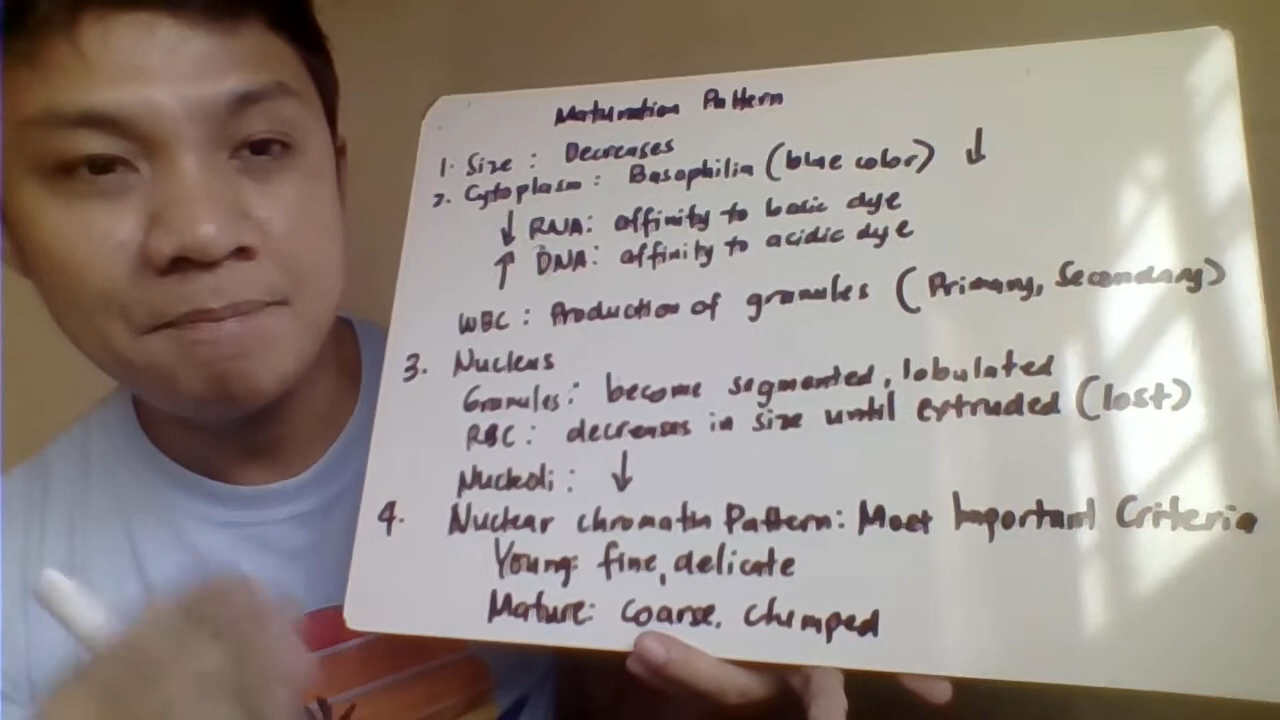 Maturation Pattern
1. Size : Decreases
2. Cytoplasm : Basophilia (blue color) ↓
↓ RNA: affinity to basic dye
↑ DNA: affinity to acidic dye
WBC : Production of granules (Primary, Secondary)
3. Nucleus
Granules: become segmented, lobulated
RBC : decreases in size until extruded (lost)
Nucleoli : ↓
4. Nuclear chromatin Pattern: Most Important Criteria
Young: fine, delicate
Mature: coarse, clumped